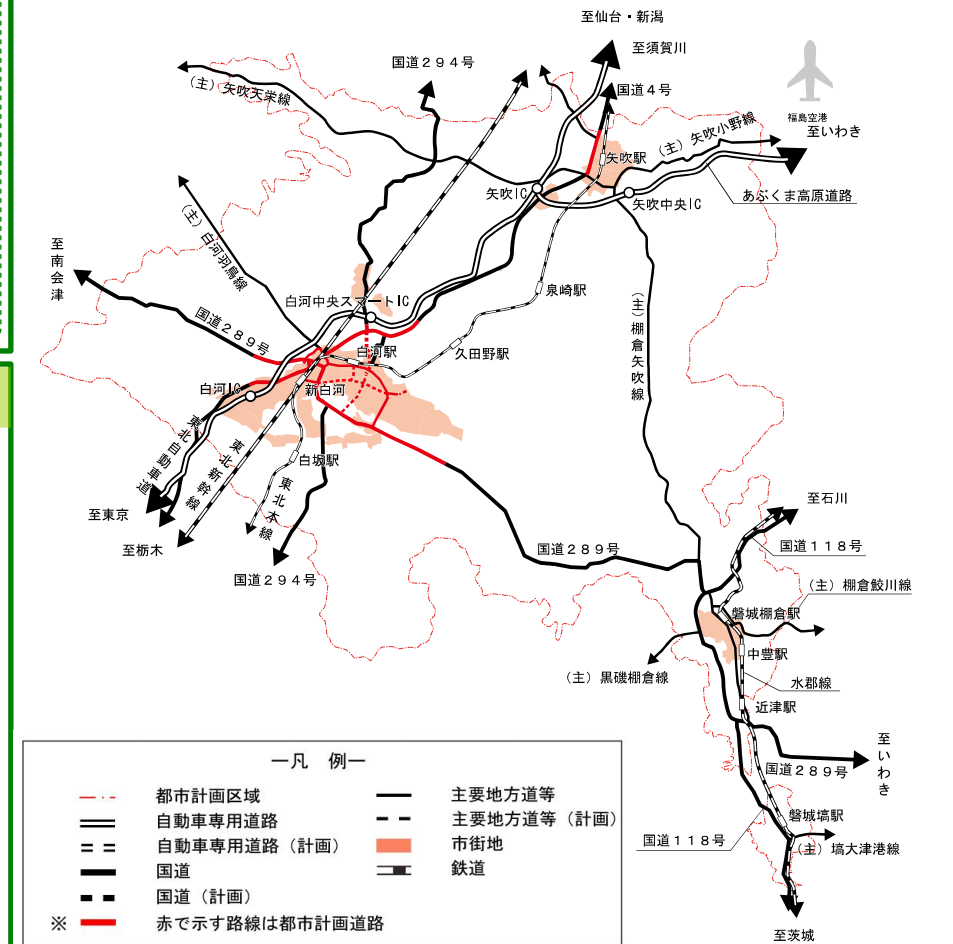 至仙台・新潟
至須賀川
国道２９４号
国道４号
（主）矢吹天栄線
福島空港
至いわき
（主）矢吹小野線
矢吹駅
矢吹IC
矢吹中央IC
あぶくま高原道路
（主）白河羽鳥線
至南会津
泉崎駅
白河中央スマートIC
（主）棚倉矢吹線
国道２８９号
白河駅
久田野駅
白河IC
新白河
東北自動車道
東北新幹線
白坂駅
東北本線
至石川
至東京
国道１１８号
至栃木
国道２８９号
国道２９４号
（主）棚倉鮫川線
磐城棚倉駅
中豊駅
（主）黒磯棚倉線
水郡線
近津駅
至いわき
国道２８９号
磐城塙駅
国道１１８号
（主）塙大津港線
至茨城
―凡　例―
都市計画区域
主要地方道等
自動車専用道路
主要地方道等（計画）
自動車専用道路（計画）
市街地
国道
鉄道
国道（計画）
※ 赤で示す路線は都市計画道路